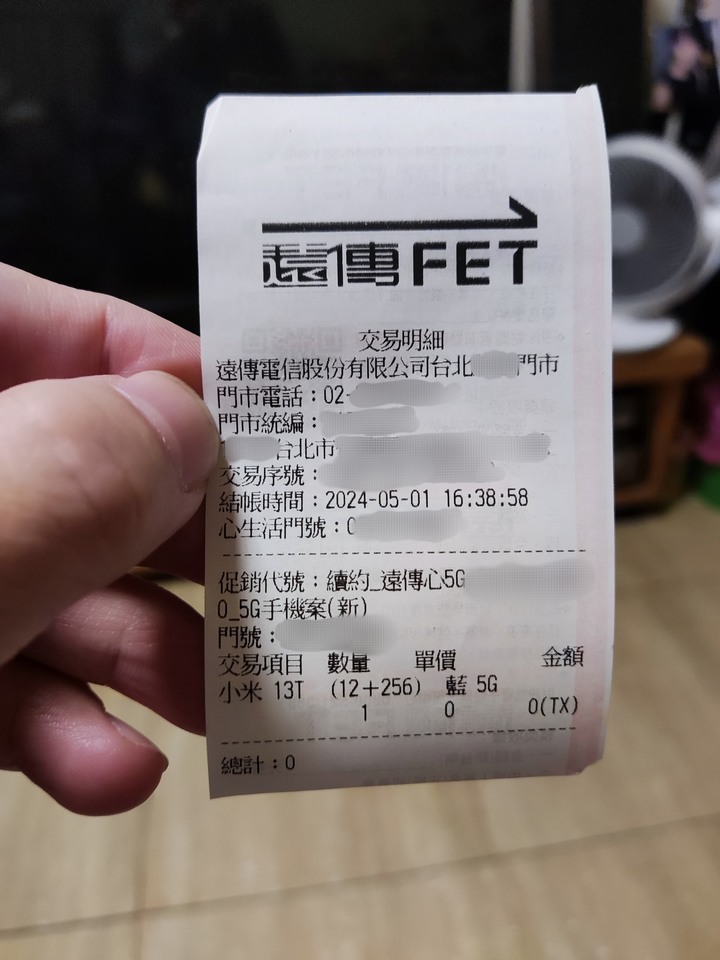 遠傳FET
交易明細
遠傳電信股份有限公司台北 門市
門市電話：02-
門市統編：
台北市
交易序號：
結帳時間：2024-05-01 16:38:58
心生活門號：0
促銷代號：續約_遠傳心5G
0_5G手機案(新)
門號：
交易項目 數量 單價 金額
小米 13T (12+256) 藍 5G
1 0 0(TX)
總計：0